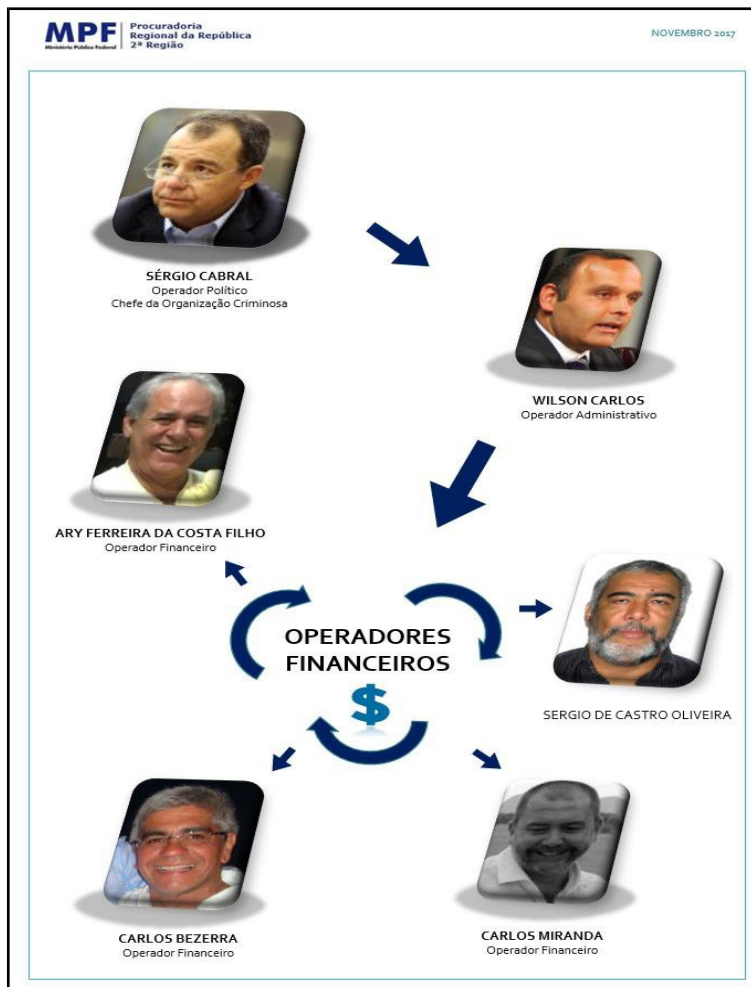 MPF
Ministério Público Federal
Procuradoria
Regional da República
2ª Região
NOVEMBRO 2017
SÉRGIO CABRAL
Operador Político
Chefe da Organização Criminosa
WILSON CARLOS
Operador Administrativo
ARY FERREIRA DA COSTA FILHO
Operador Financeiro
OPERADORES
FINANCEIROS
$
SERGIO DE CASTRO OLIVEIRA
CARLOS BEZERRA
Operador Financeiro
CARLOS MIRANDA
Operador Financeiro